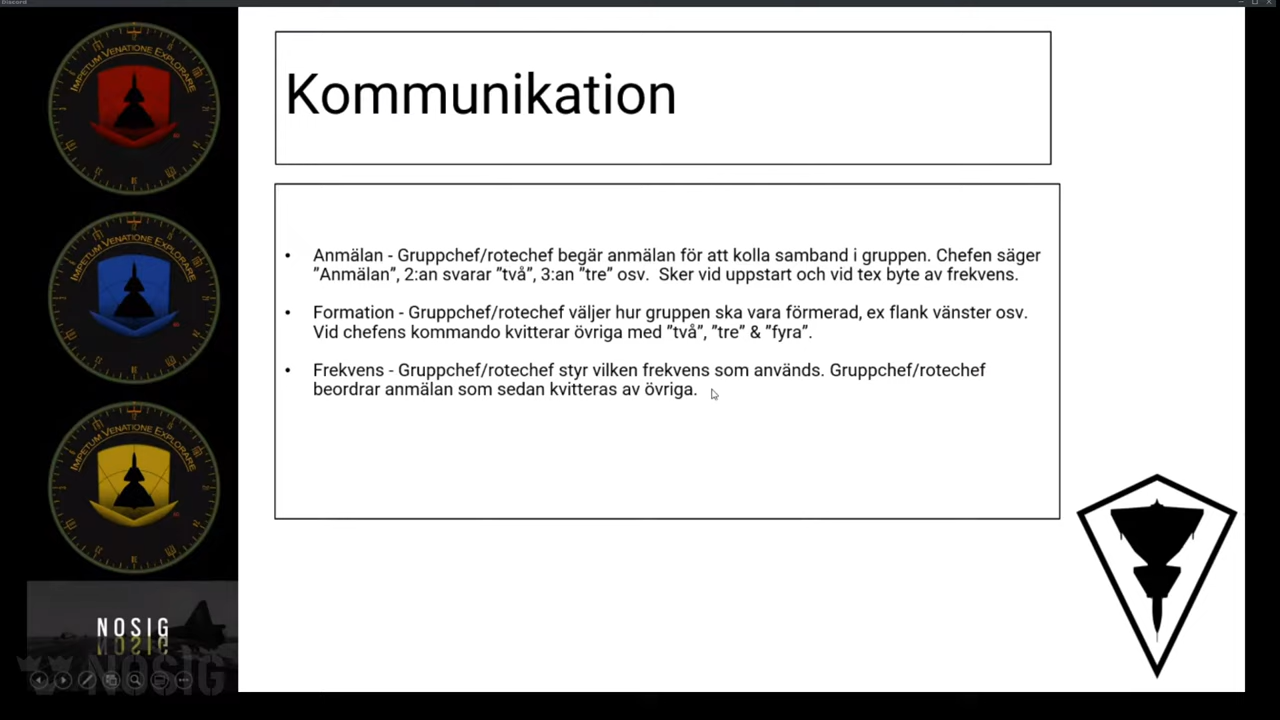 Discord
IMPETUM VENATIONE EXPLORARE
IMPETUM VENATIONE EXPLORARE
IMPETUM VENATIONE EXPLORARE
NOSIG
NOSIG
Kommunikation
• Anmälan - Gruppchef/rotechef begär anmälan för att kolla samband i gruppen. Chefen säger
”Anmälan”, 2:an svarar ”två”, 3:an ”tre” osv.  Sker vid uppstart och vid tex byte av frekvens.
• Formation - Gruppchef/rotechef väljer hur gruppen ska vara förmerad, ex flank vänster osv.
Vid chefens kommando kvitterar övriga med ”två”, ”tre” & ”fyra”.
• Frekvens - Gruppchef/rotechef styr vilken frekvens som används. Gruppchef/rotechef
beordrar anmälan som sedan kvitteras av övriga.